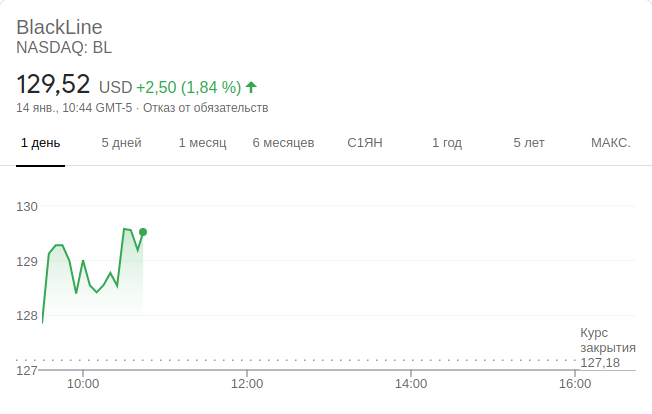 BlackLine
NASDAQ: BL
129,52 USD +2,50 (1,84 %)
14 янв., 10:44 GMT-5 · Отказ от обязательств
1 день 5 дней 1 месяц 6 месяцев С1ЯН 1 год 5 лет МАКС.
130
129
128
Курс
закрытия
127,18
127
10:00 12:00 14:00 16:00